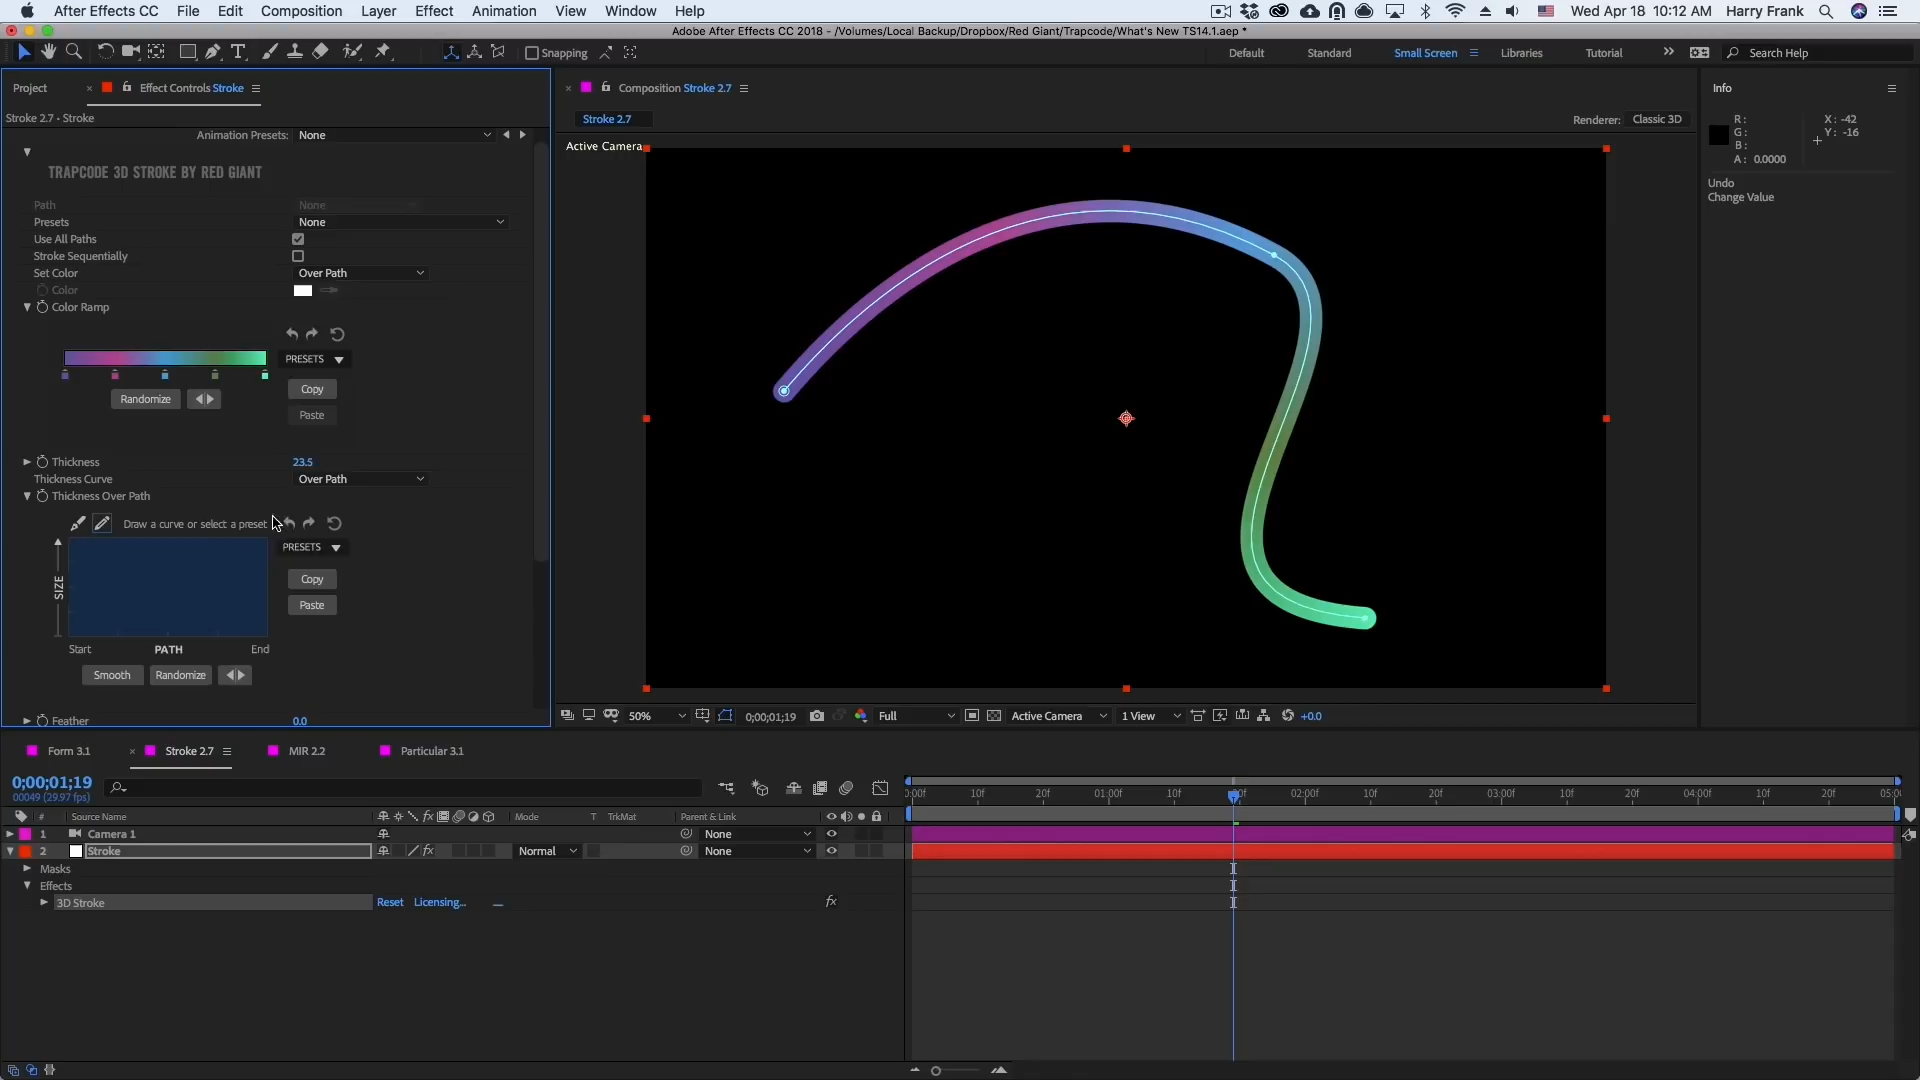 After Effects CC File Edit Composition Layer Effect Animation View Window Help Wed Apr 18 10:12 AM Harry Frank
Adobe After Effects CC 2018 - /Volumes/Local Backup/Dropbox/Red Giant/Trapcode/What's New TS14.1.aep *
Snapping Default Standard Small Screen Libraries Tutorial Search Help
Project Effect Controls Stroke Composition Stroke 2.7 Info
Stroke 2.7 • Stroke Stroke 2.7 Renderer: Classic 3D
Animation Presets: None
Active Camera
R: X: -42
G: Y: -16
B:
A: 0.0000
TRAPCODE 3D STROKE BY RED GIANT
Undo
Change Value
Path None
Presets None
Use All Paths
Stroke Sequentially
Set Color Over Path
Color
Color Ramp
PRESETS
Copy
Randomize
Paste
Thickness 23.5
Thickness Curve Over Path
Thickness Over Path
Draw a curve or select a preset
PRESETS
SIZE
Copy
Paste
Start PATH End
Smooth Randomize
Feather 0.0
50% 0;00;01;19 Full Active Camera 1 View +0.0
Form 3.1 Stroke 2.7 MIR 2.2 Particular 3.1
0;00;01;19
00049 (29.97 fps)
0:00f 10f 20f 01:00f 10f 20f 02:00f 10f 20f 03:00f 10f 20f 04:00f 10f 20f 05:0
# Source Name fx Mode T TrkMat Parent & Link
1 Camera 1 None
2 Stroke fx Normal None
Masks
Effects
3D Stroke Reset Licensing... fx